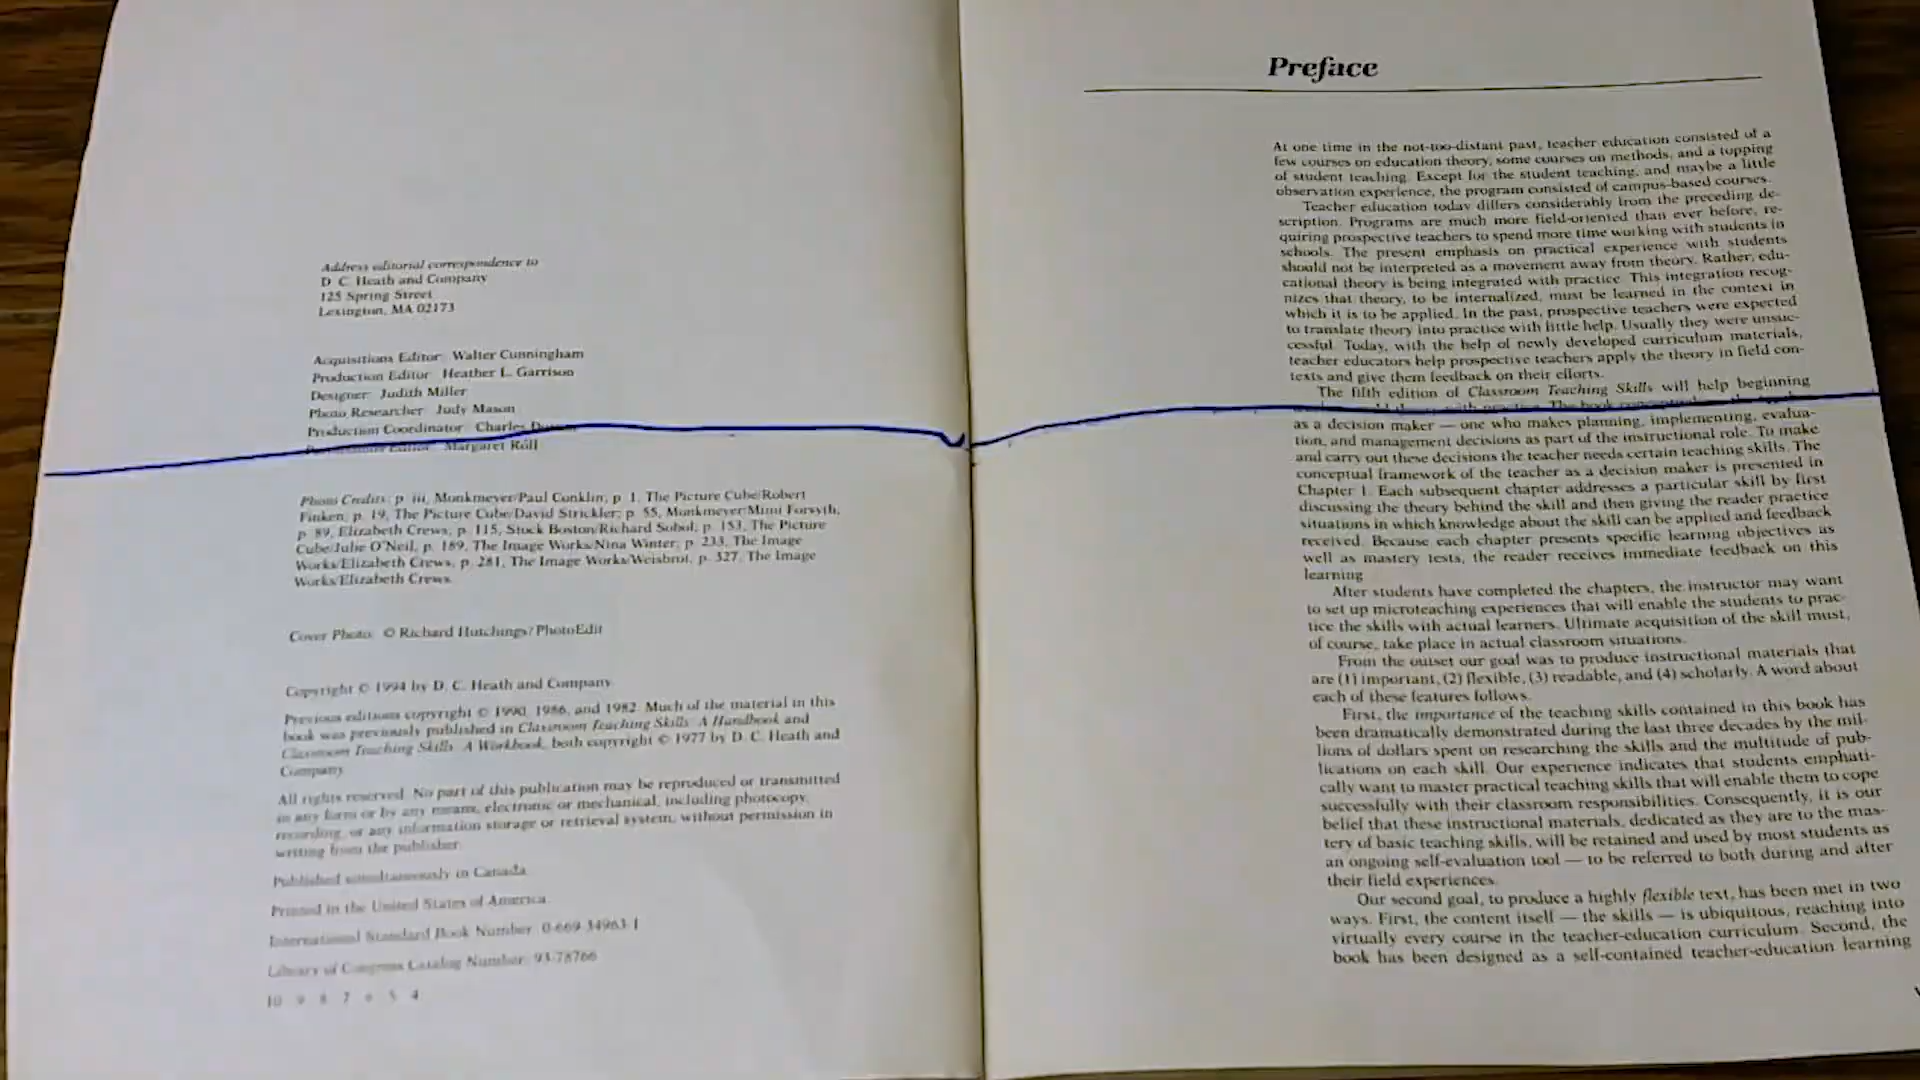 Address editorial correspondence to
D. C. Heath and Company
125 Spring Street
Lexington, MA 02173
Acquisitions Editor: Walter Cunningham
Production Editor: Heather L. Garrison
Designer: Judith Miller
Photo Researcher: Judy Mason
Production Coordinator: Charles
Editor: Margaret Roll
Photo Credits: p. iii, Monkmeyer/Paul Conklin; p. 1, The Picture Cube/Robert
Finken; p. 19, The Picture Cube/David Strickler; p. 55, Monkmeyer/Mimi Forsyth;
p. 89, Elizabeth Crews; p. 115, Stock Boston/Richard Sobol; p. 153, The Picture
Cube/Julie O'Neil; p. 189, The Image Works/Nina Winter; p. 233, The Image
Works/Elizabeth Crews; p. 281, The Image Works/Weisbrot; p. 327, The Image
Works/Elizabeth Crews.
Cover Photo: © Richard Hutchings/PhotoEdit
Copyright © 1994 by D. C. Heath and Company.
Previous editions copyright © 1990, 1986, and 1982. Much of the material in this
book was previously published in Classroom Teaching Skills: A Handbook and
Classroom Teaching Skills: A Workbook, both copyright © 1977 by D. C. Heath and
Company.
All rights reserved. No part of this publication may be reproduced or transmitted
in any form or by any means, electronic or mechanical, including photocopy,
recording, or any information storage or retrieval system, without permission in
writing from the publisher.
Published simultaneously in Canada.
Printed in the United States of America.
International Standard Book Number: 0-669-34963-1
Library of Congress Catalog Number: 93-78766
10 9 8 7 6 5 4
Preface
At one time in the not-too-distant past, teacher education consisted of a
few courses on education theory, some courses on methods, and a topping
of student teaching. Except for the student teaching, and maybe a little
observation experience, the program consisted of campus-based courses.
Teacher education today differs considerably from the preceding de-
scription. Programs are much more field-oriented than ever before, re-
quiring prospective teachers to spend more time working with students in
schools. The present emphasis on practical experience with students
should not be interpreted as a movement away from theory. Rather, edu-
cational theory is being integrated with practice. This integration recog-
nizes that theory, to be internalized, must be learned in the context in
which it is to be applied. In the past, prospective teachers were expected
to translate theory into practice with little help. Usually they were unsuc-
cessful. Today, with the help of newly developed curriculum materials,
teacher educators help prospective teachers apply the theory in field con-
texts and give them feedback on their efforts.
The fifth edition of Classroom Teaching Skills will help beginning
with practice. The book
as a decision maker — one who makes planning, implementing, evalua-
tion, and management decisions as part of the instructional role. To make
and carry out these decisions the teacher needs certain teaching skills. The
conceptual framework of the teacher as a decision maker is presented in
Chapter 1. Each subsequent chapter addresses a particular skill by first
discussing the theory behind the skill and then giving the reader practice
situations in which knowledge about the skill can be applied and feedback
received. Because each chapter presents specific learning objectives as
well as mastery tests, the reader receives immediate feedback on this
learning.
After students have completed the chapters, the instructor may want
to set up microteaching experiences that will enable the students to prac-
tice the skills with actual learners. Ultimate acquisition of the skill must,
of course, take place in actual classroom situations.
From the outset our goal was to produce instructional materials that
are (1) important, (2) flexible, (3) readable, and (4) scholarly. A word about
each of these features follows.
First, the importance of the teaching skills contained in this book has
been dramatically demonstrated during the last three decades by the mil-
lions of dollars spent on researching the skills and the multitude of pub-
lications on each skill. Our experience indicates that students emphati-
cally want to master practical teaching skills that will enable them to cope
successfully with their classroom responsibilities. Consequently, it is our
belief that these instructional materials, dedicated as they are to the mas-
tery of basic teaching skills, will be retained and used by most students as
an ongoing self-evaluation tool — to be referred to both during and after
their field experiences.
Our second goal, to produce a highly flexible text, has been met in two
ways. First, the content itself — the skills — is ubiquitous, reaching into
virtually every course in the teacher-education curriculum. Second, the
book has been designed as a self-contained teacher-education learning